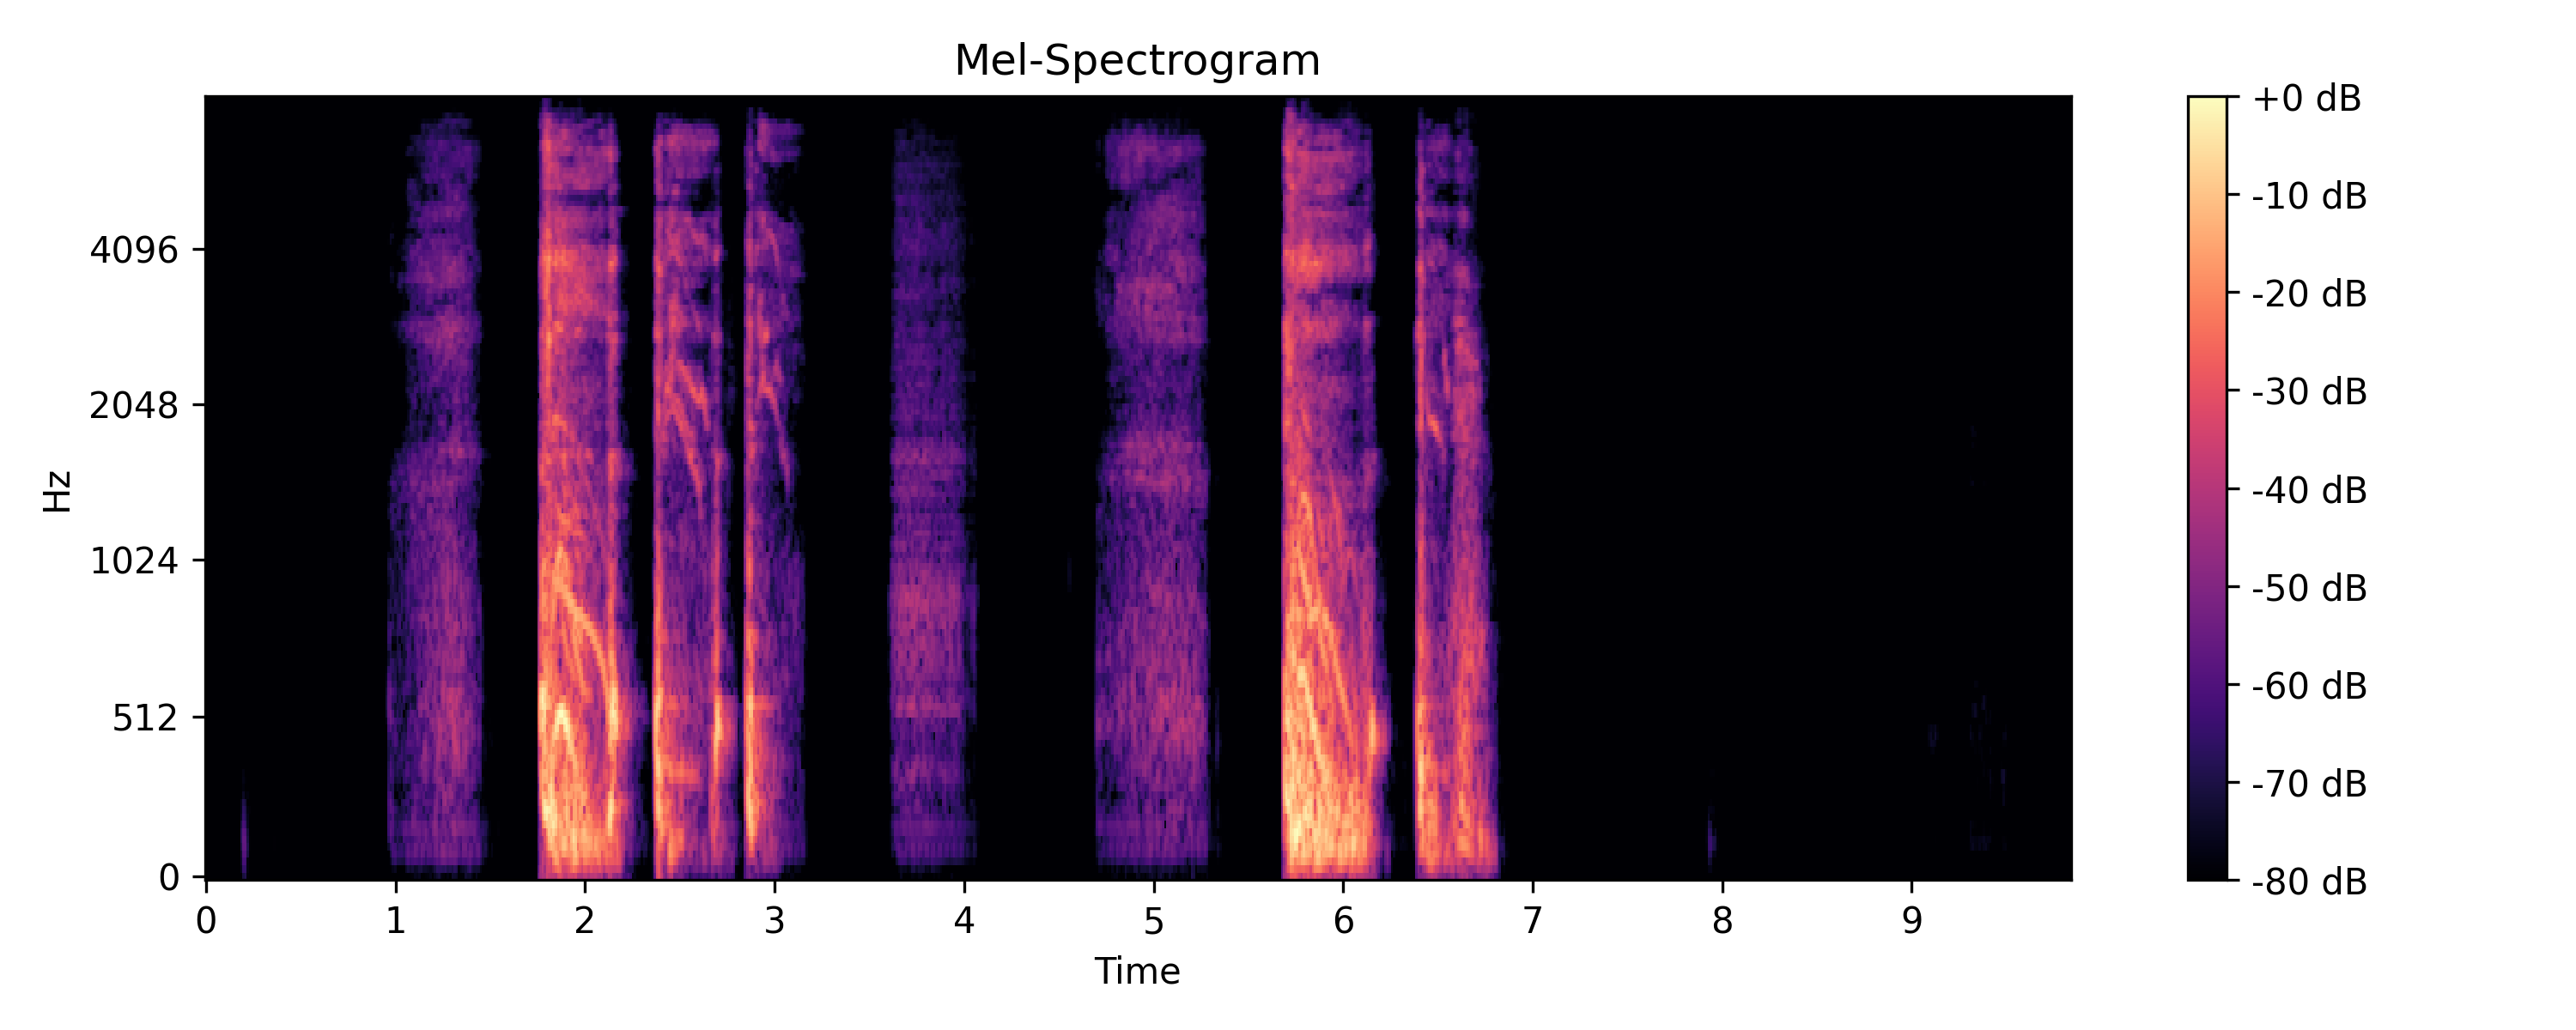 Mel-Spectrogram
Hz
4096
2048
1024
512
0
0 1 2 3 4 5 6 7 8 9
Time
+0 dB
-10 dB
-20 dB
-30 dB
-40 dB
-50 dB
-60 dB
-70 dB
-80 dB